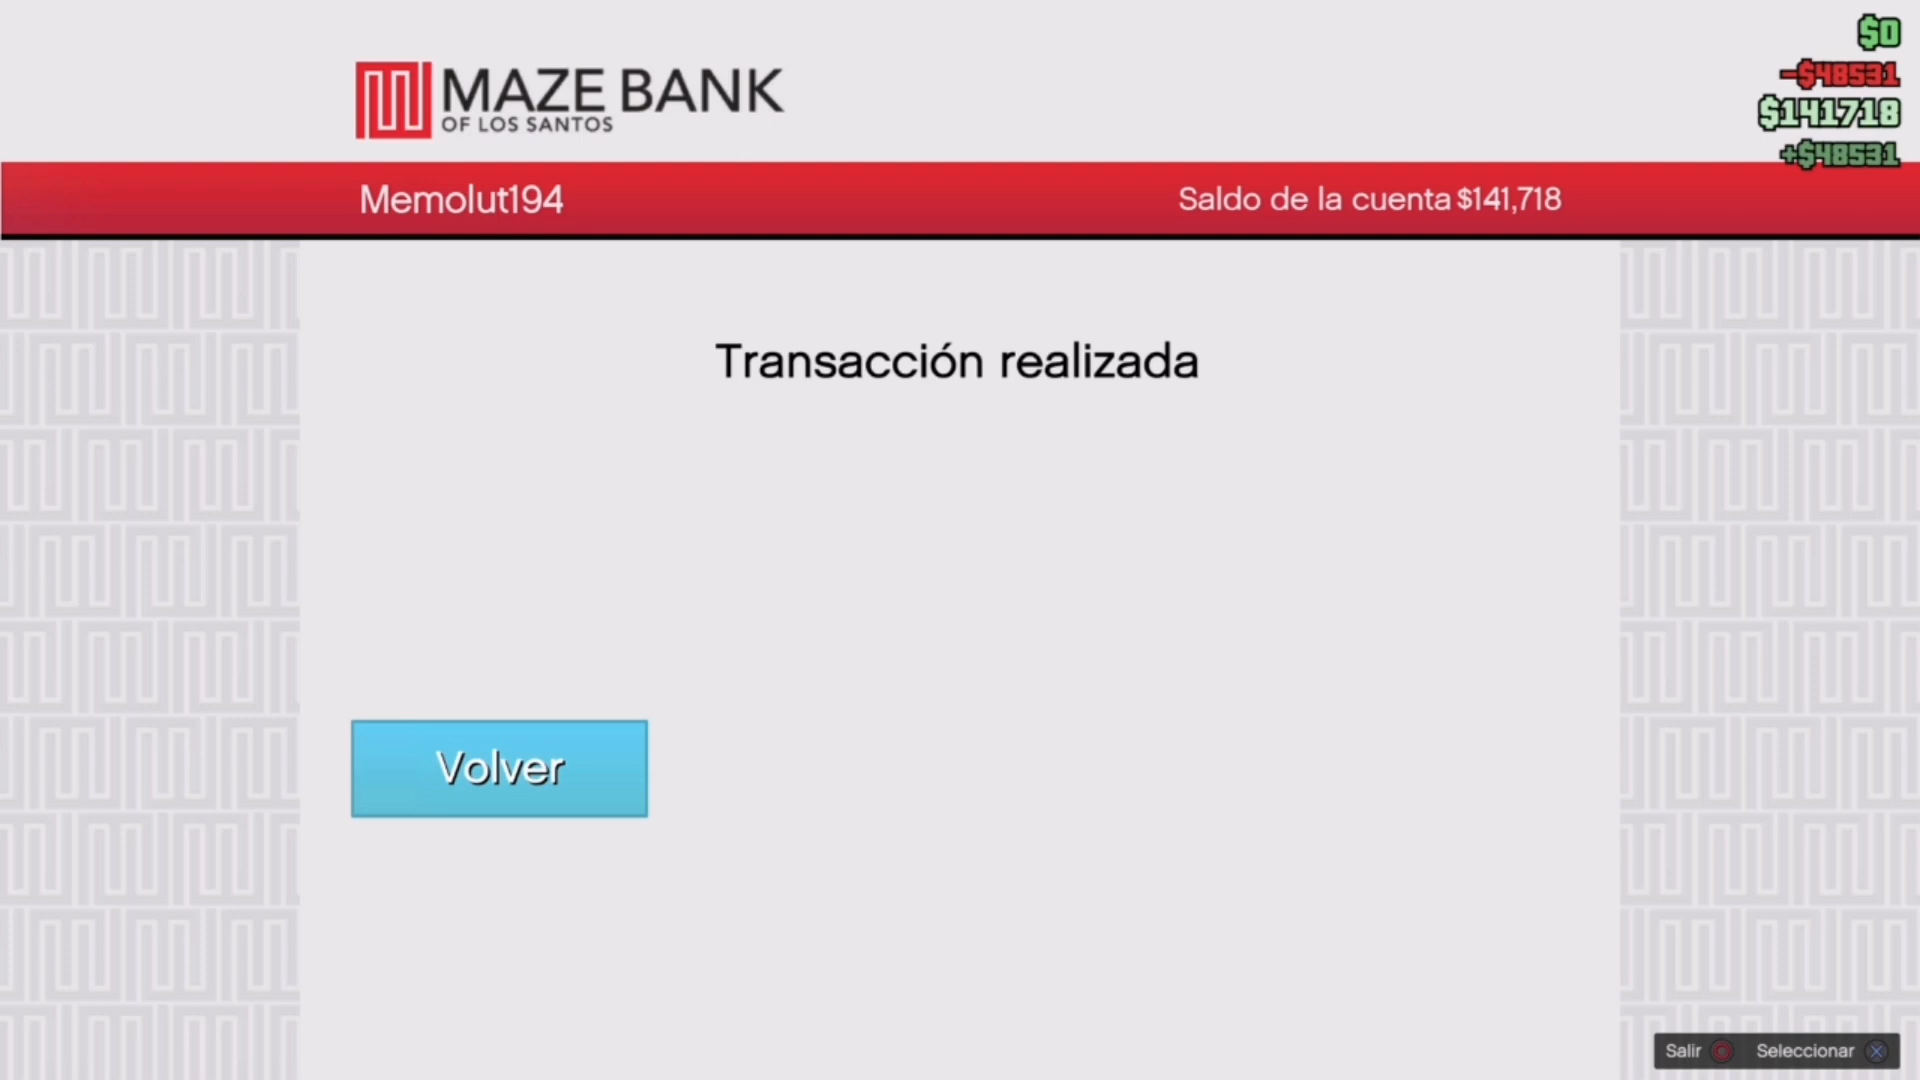 MAZE BANK
OF LOS SANTOS
$0
-$48531
$141718
+$48531
Memolut194
Saldo de la cuenta $141,718
Transacción realizada
Volver
Salir
Seleccionar